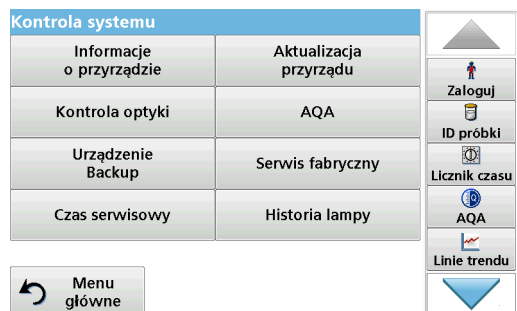 Kontrola systemu
Informacje
o przyrządzie
Aktualizacja
przyrządu
Kontrola optyki
AQA
Urządzenie
Backup
Serwis fabryczny
Czas serwisowy
Historia lampy
Menu
główne
Zaloguj
ID próbki
Licznik czasu
AQA
Linie trendu